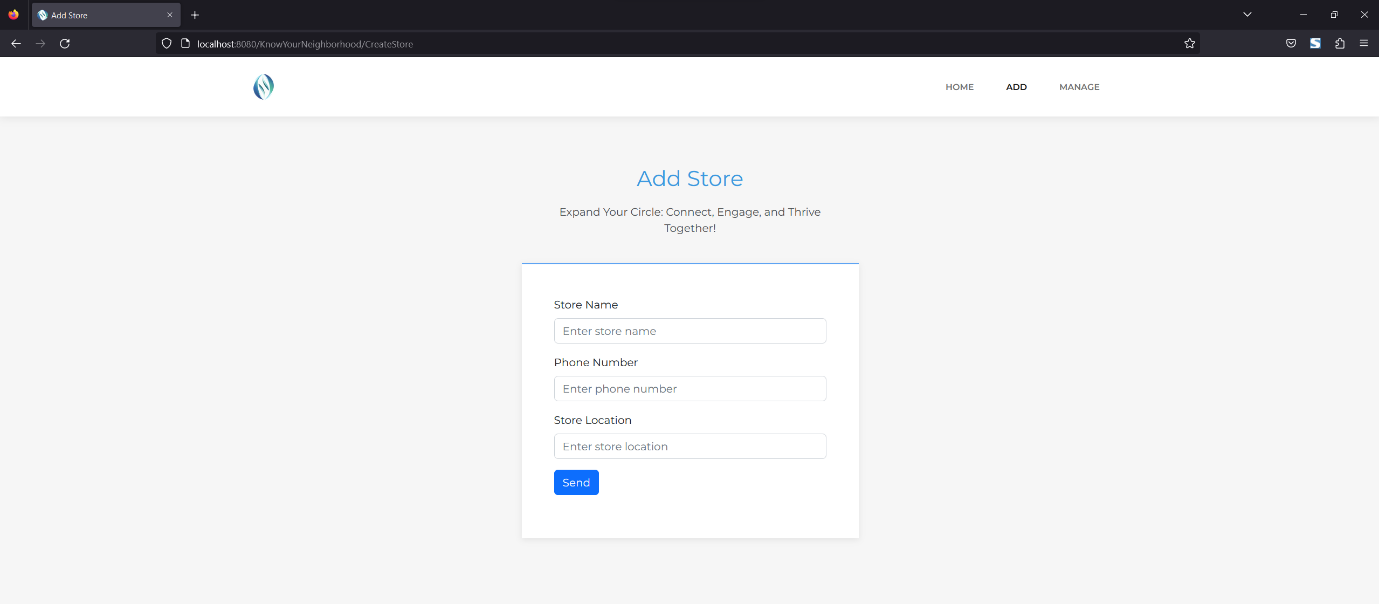 Add Store
localhost:8080/KnowYourNeighborhood/CreateStore
HOME ADD MANAGE
Add Store
Expand Your Circle: Connect, Engage, and Thrive
Together!
Store Name
Enter store name
Phone Number
Enter phone number
Store Location
Enter store location
Send